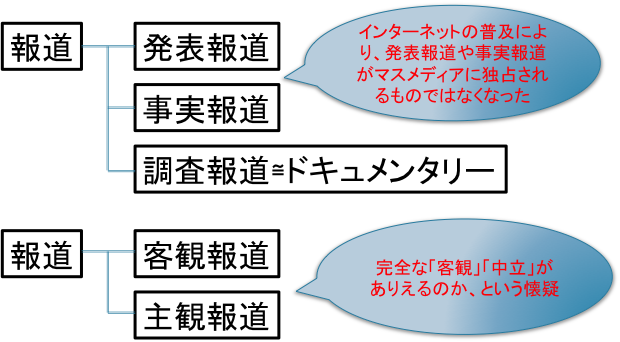 報道
発表報道
インターネットの普及によ
り、発表報道や事実報道
がマスメディアに独占され
るものではなくなった
事実報道
調査報道≅ドキュメンタリー
報道
客観報道
完全な「客観」「中立」が
ありえるのか、という懐疑
主観報道